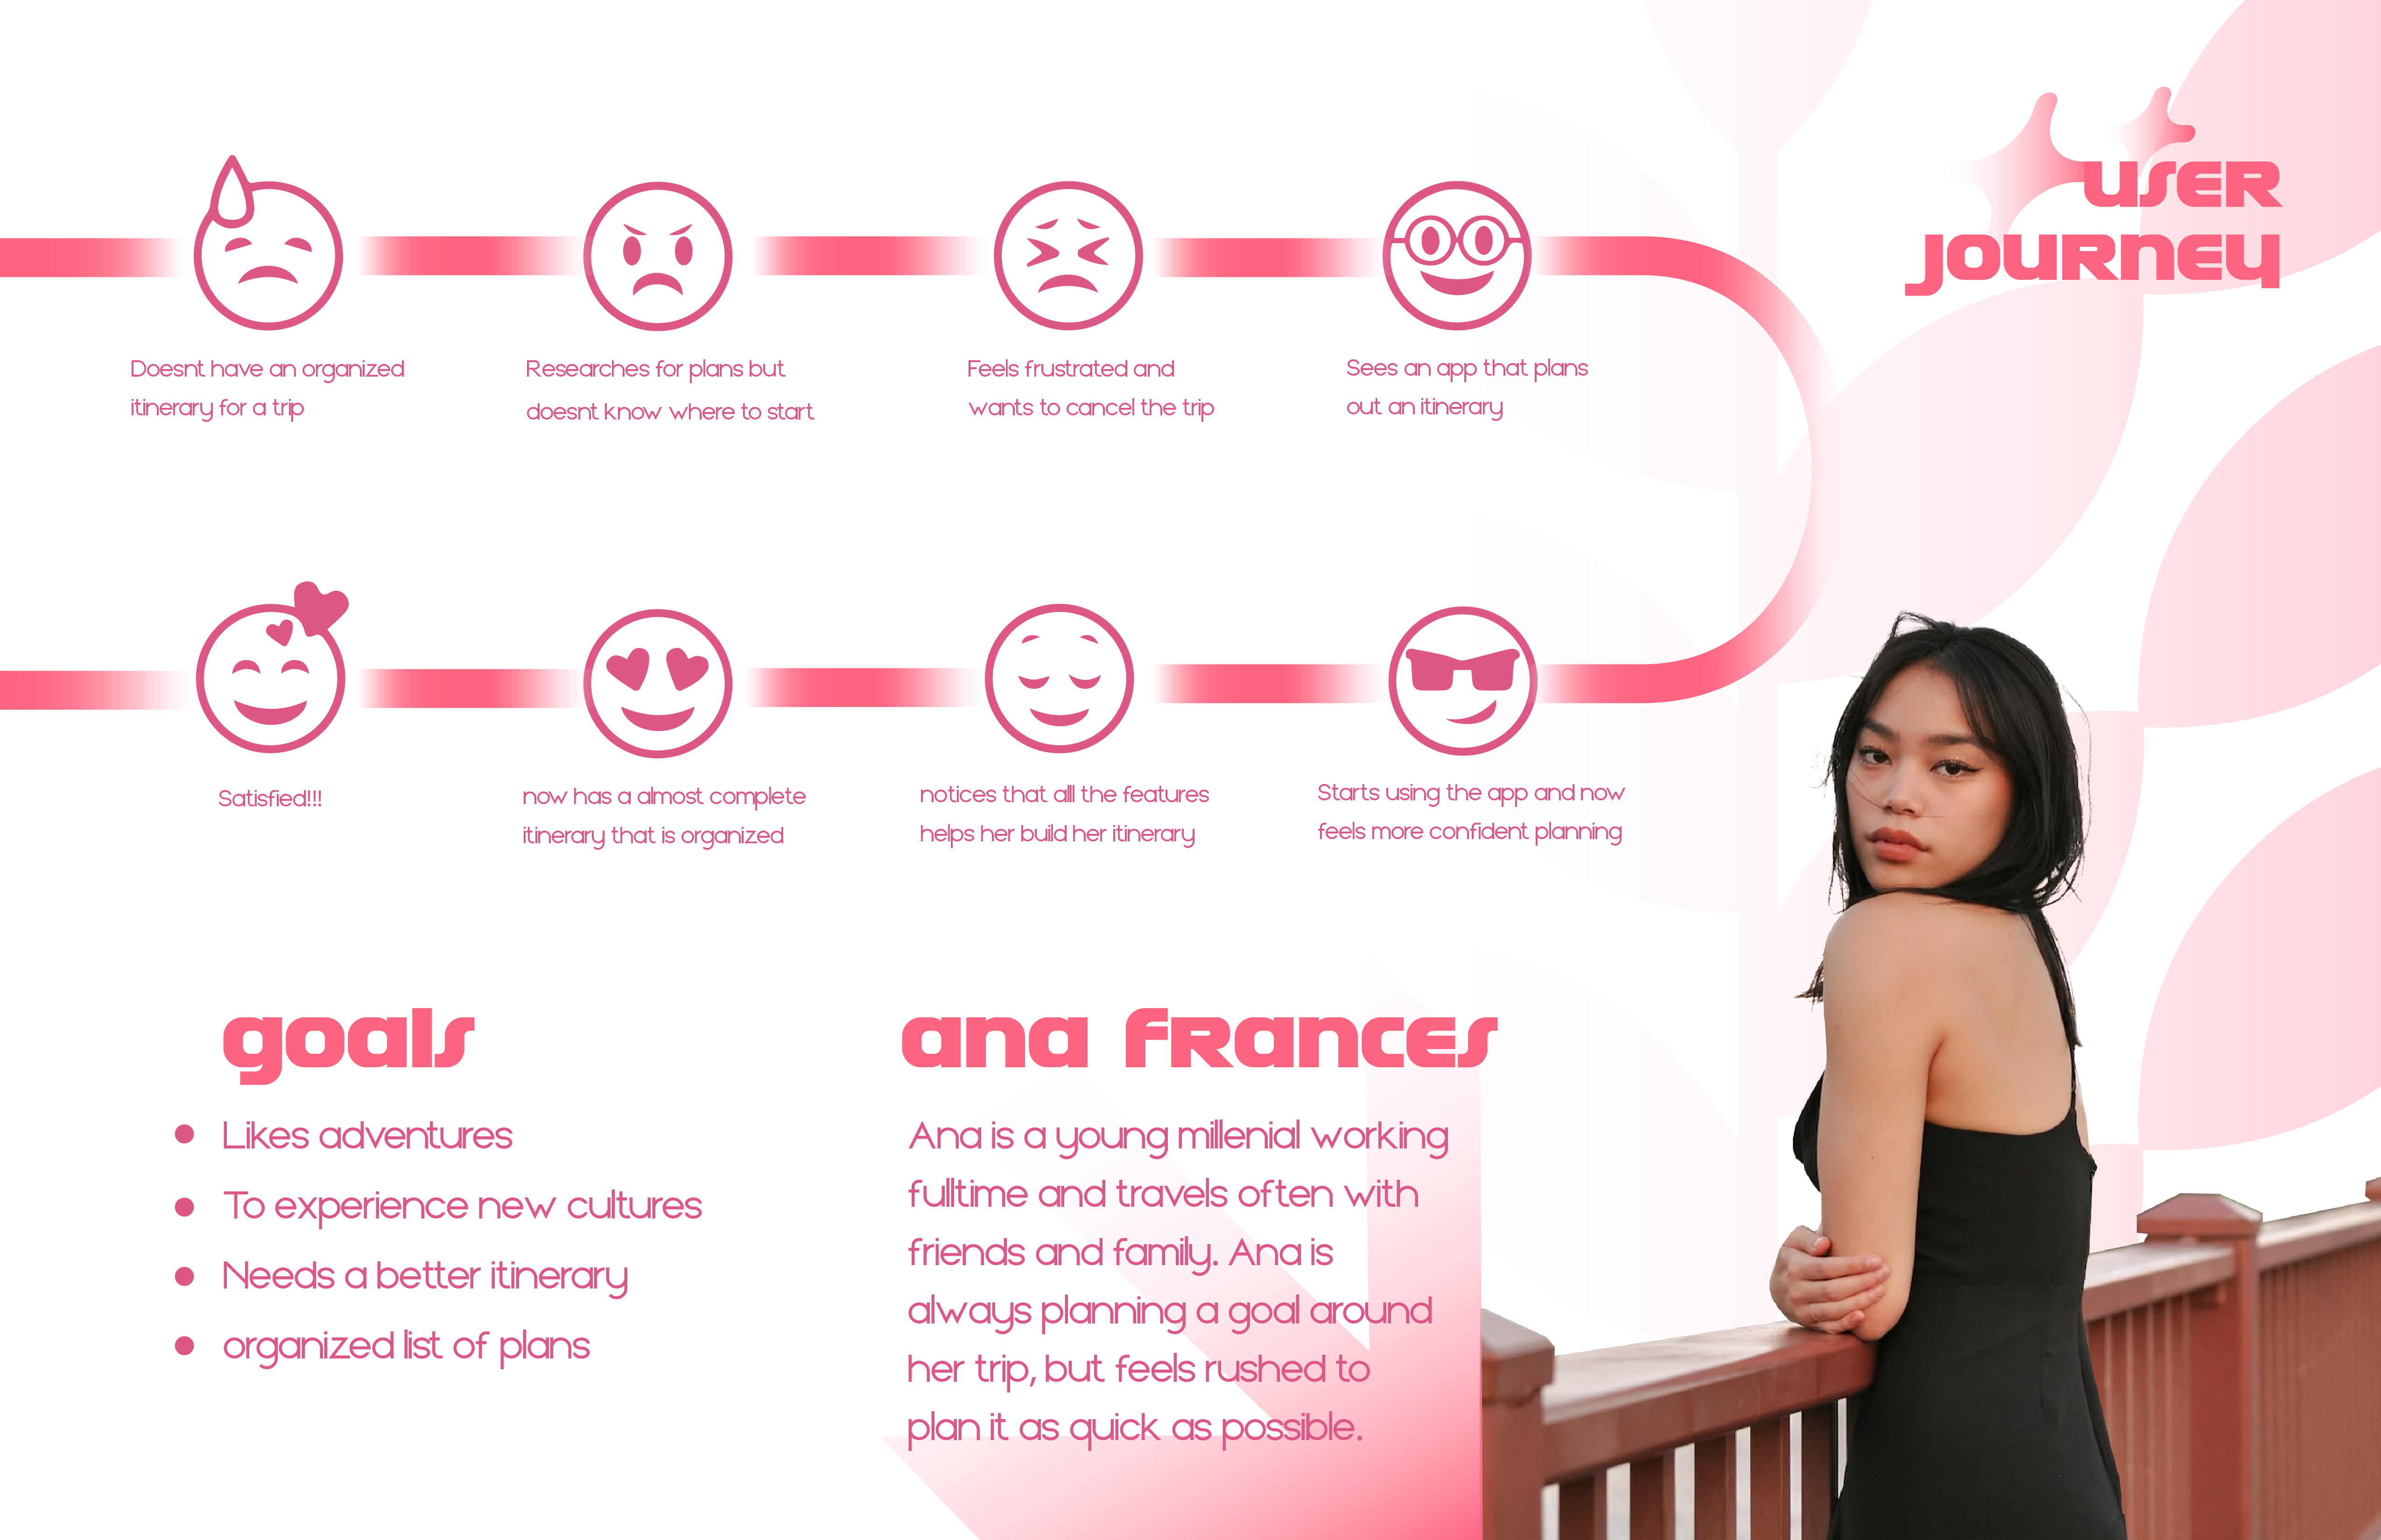 USER
JOURNEY
Doesnt have an organized
itinerary for a trip
Researches for plans but
doesnt know where to start
Feels frustrated and
wants to cancel the trip
Sees an app that plans
out an itinerary
Starts using the app and now
feels more confident planning
notices that alll the features
helps her build her itinerary
now has a almost complete
itinerary that is organized
Satisfied!!!
goals
Likes adventures
To experience new cultures
Needs a better itinerary
organized list of plans
ana FRANCES
Ana is a young millenial working
fulltime and travels often with
friends and family. Ana is
always planning a goal around
her trip, but feels rushed to
plan it as quick as possible.